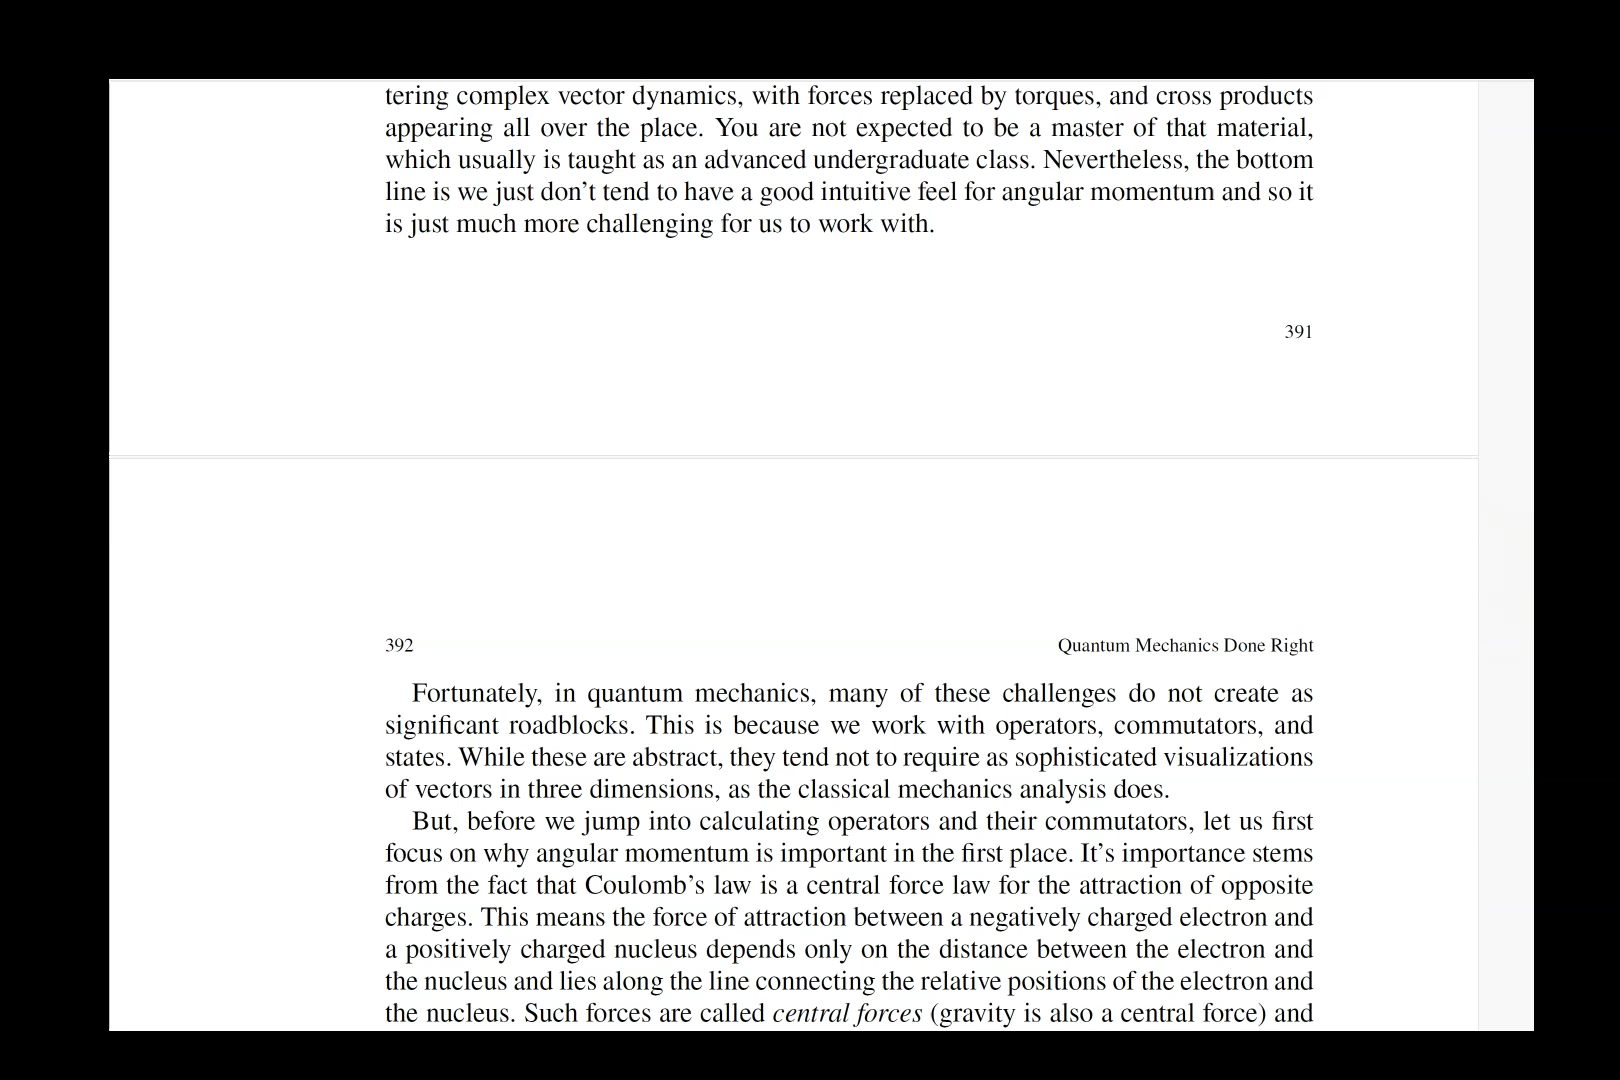 tering complex vector dynamics, with forces replaced by torques, and cross products
appearing all over the place. You are not expected to be a master of that material,
which usually is taught as an advanced undergraduate class. Nevertheless, the bottom
line is we just don’t tend to have a good intuitive feel for angular momentum and so it
is just much more challenging for us to work with.
391
392 Quantum Mechanics Done Right
Fortunately, in quantum mechanics, many of these challenges do not create as
significant roadblocks. This is because we work with operators, commutators, and
states. While these are abstract, they tend not to require as sophisticated visualizations
of vectors in three dimensions, as the classical mechanics analysis does.
But, before we jump into calculating operators and their commutators, let us first
focus on why angular momentum is important in the first place. It’s importance stems
from the fact that Coulomb’s law is a central force law for the attraction of opposite
charges. This means the force of attraction between a negatively charged electron and
a positively charged nucleus depends only on the distance between the electron and
the nucleus and lies along the line connecting the relative positions of the electron and
the nucleus. Such forces are called central forces (gravity is also a central force) and